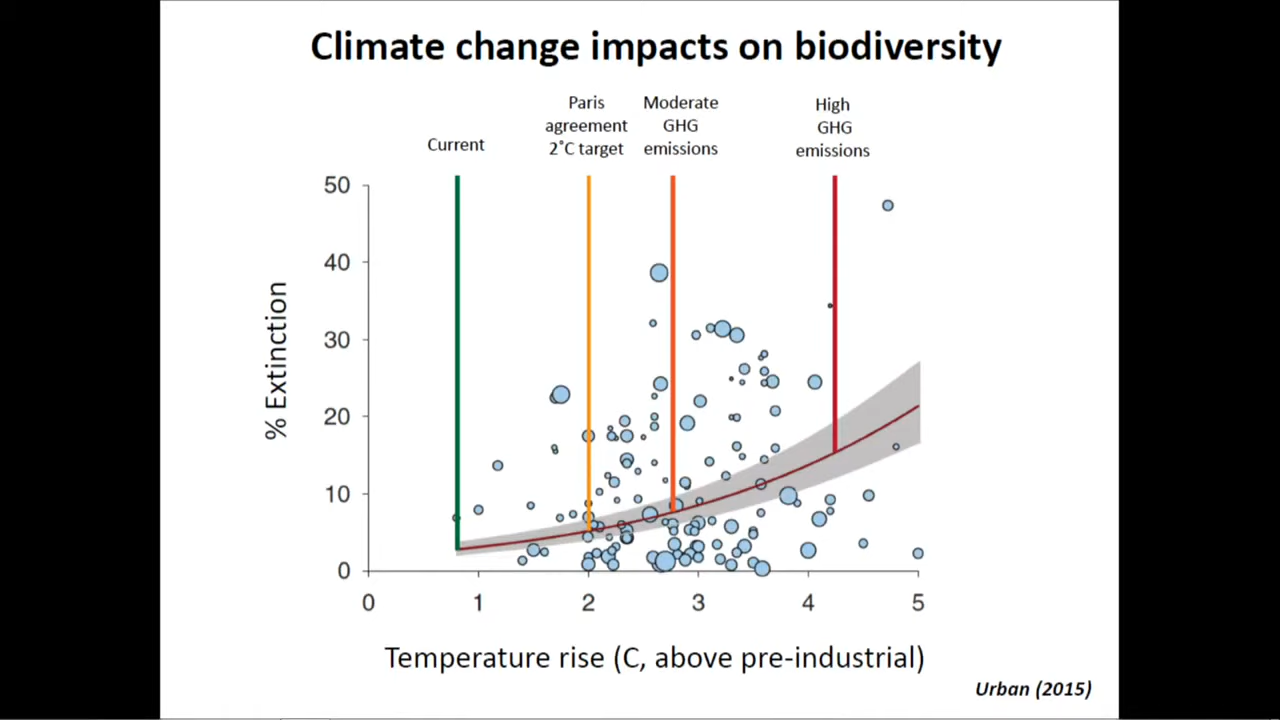 Climate change impacts on biodiversity
Current
Paris
agreement
2˚C target
Moderate
GHG
emissions
High
GHG
emissions
% Extinction
50
40
30
20
10
0
0 1 2 3 4 5
Temperature rise (C, above pre-industrial)
Urban (2015)